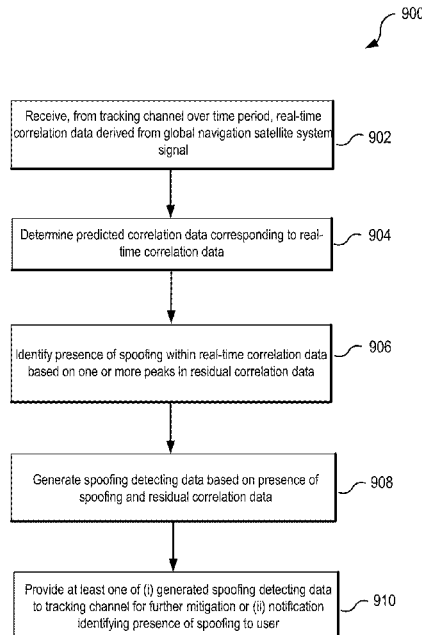 900
Receive, from tracking channel over time period, real-time
correlation data derived from global navigation satellite system
signal
902
Determine predicted correlation data corresponding to real-
time correlation data
904
Identify presence of spoofing within real-time correlation data
based on one or more peaks in residual correlation data
906
Generate spoofing detecting data based on presence of
spoofing and residual correlation data
908
Provide at least one of (i) generated spoofing detecting data
to tracking channel for further mitigation or (ii) notification
identifying presence of spoofing to user
910